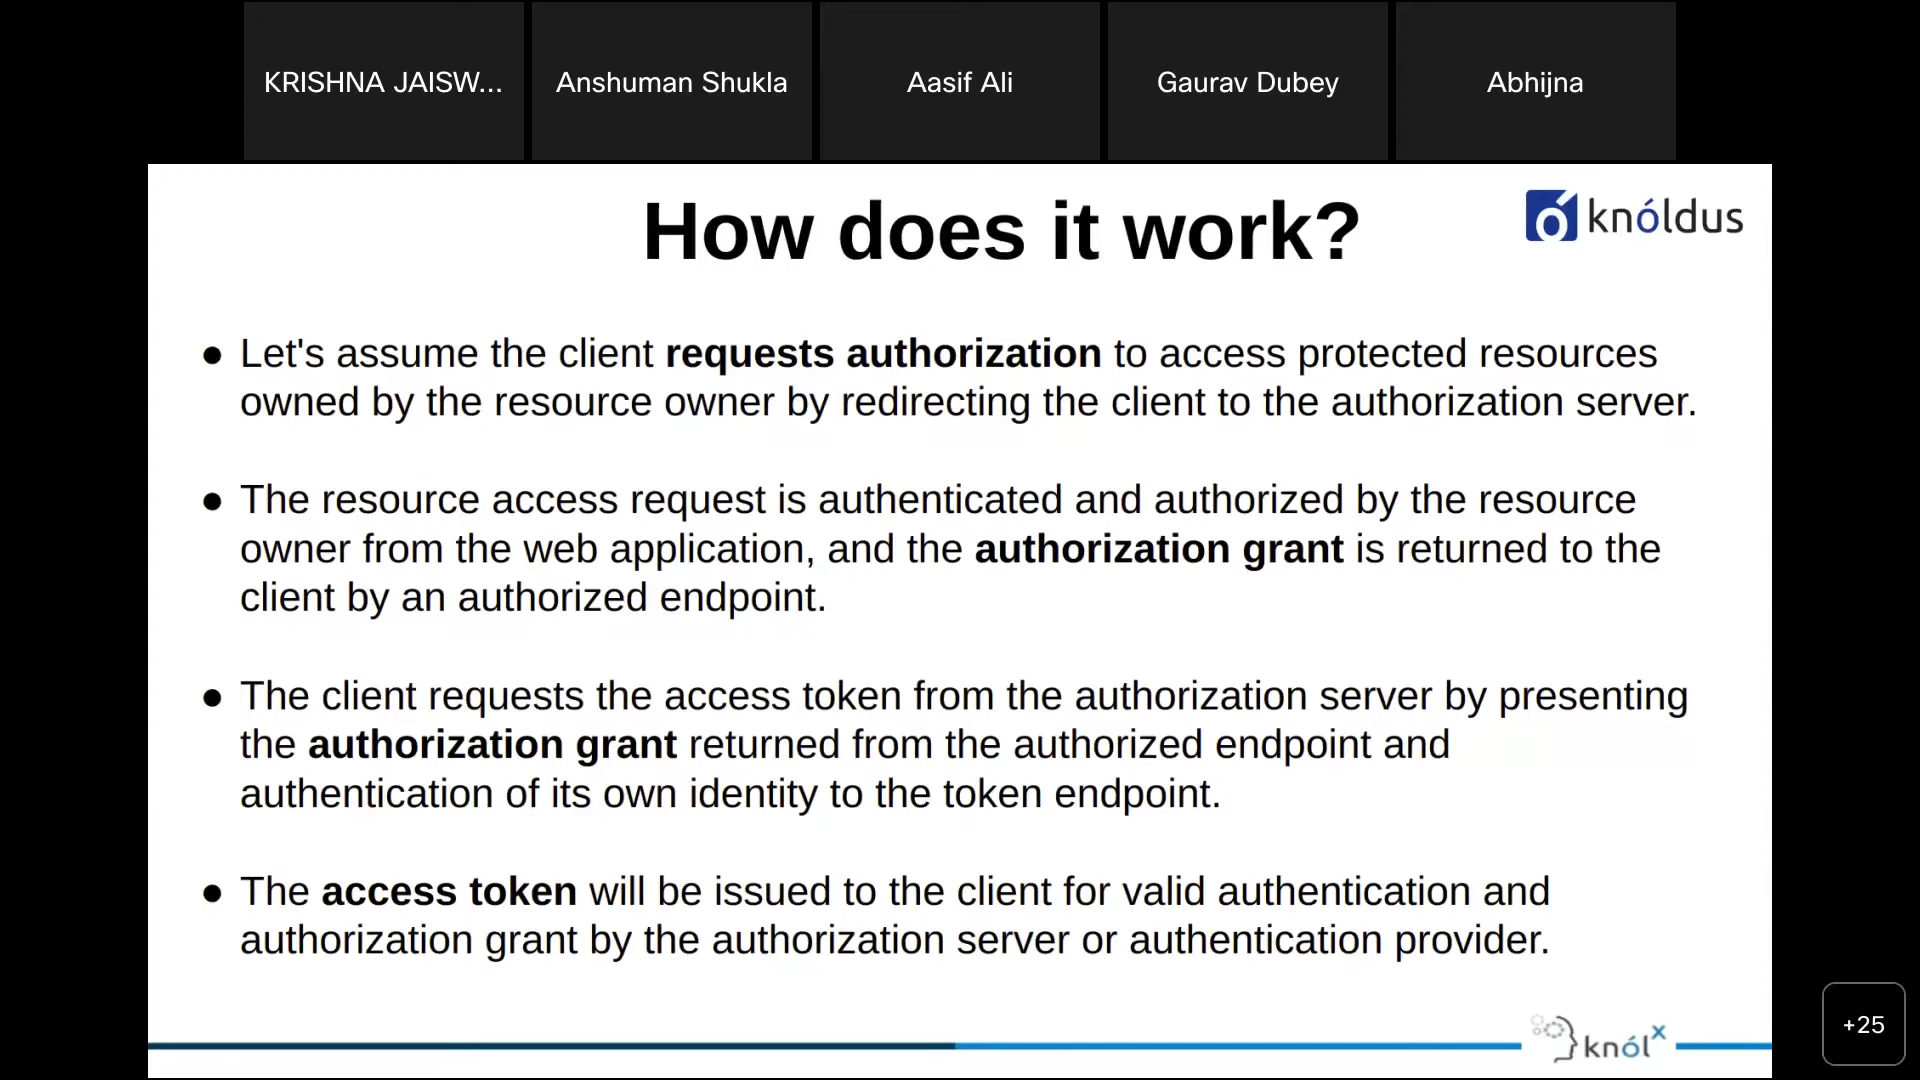 KRISHNA JAISW...
Anshuman Shukla
Aasif Ali
Gaurav Dubey
Abhijna
How does it work?
knóldus
● Let's assume the client requests authorization to access protected resources
owned by the resource owner by redirecting the client to the authorization server.
● The resource access request is authenticated and authorized by the resource
owner from the web application, and the authorization grant is returned to the
client by an authorized endpoint.
● The client requests the access token from the authorization server by presenting
the authorization grant returned from the authorized endpoint and
authentication of its own identity to the token endpoint.
● The access token will be issued to the client for valid authentication and
authorization grant by the authorization server or authentication provider.
knólx
+25